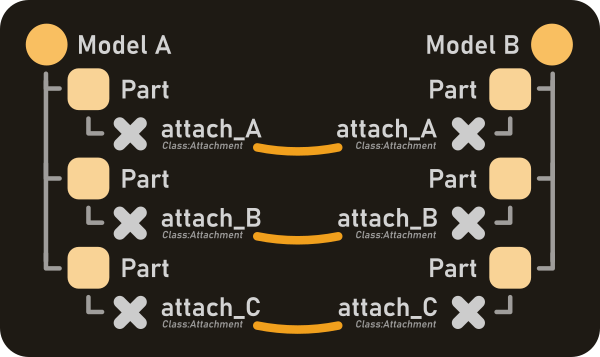 Model A Model B
Part Part
attach_A attach_A
Class:Attachment Class:Attachment
Part Part
attach_B attach_B
Class:Attachment Class:Attachment
Part Part
attach_C attach_C
Class:Attachment Class:Attachment